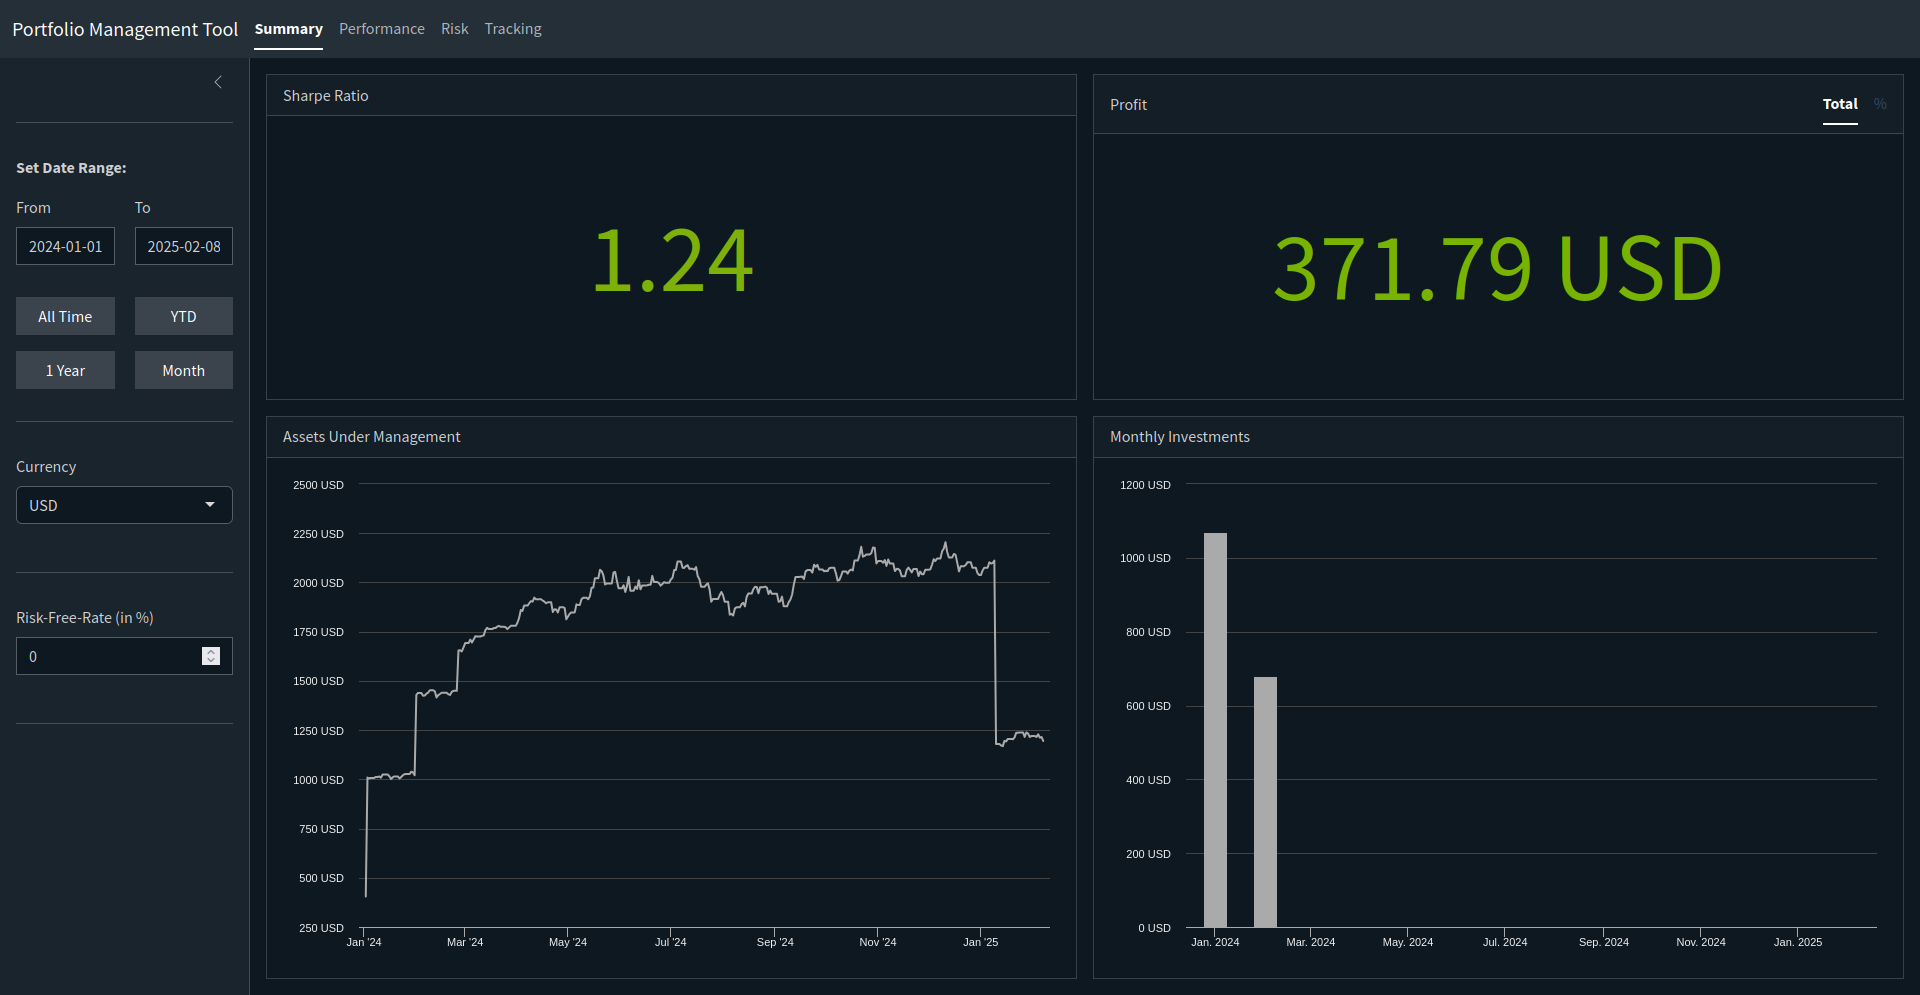 Portfolio Management Tool Summary Performance Risk Tracking
Set Date Range:
From To
2024-01-01 2025-02-08
All Time YTD
1 Year Month
Currency
USD
Risk-Free-Rate (in %)
0
Sharpe Ratio
1.24
Profit Total %
371.79 USD
Assets Under Management
2500 USD
2250 USD
2000 USD
1750 USD
1500 USD
1250 USD
1000 USD
750 USD
500 USD
250 USD
Jan '24 Mar '24 May '24 Jul '24 Sep '24 Nov '24 Jan '25
Monthly Investments
1200 USD
1000 USD
800 USD
600 USD
400 USD
200 USD
0 USD
Jan. 2024 Mar. 2024 May. 2024 Jul. 2024 Sep. 2024 Nov. 2024 Jan. 2025